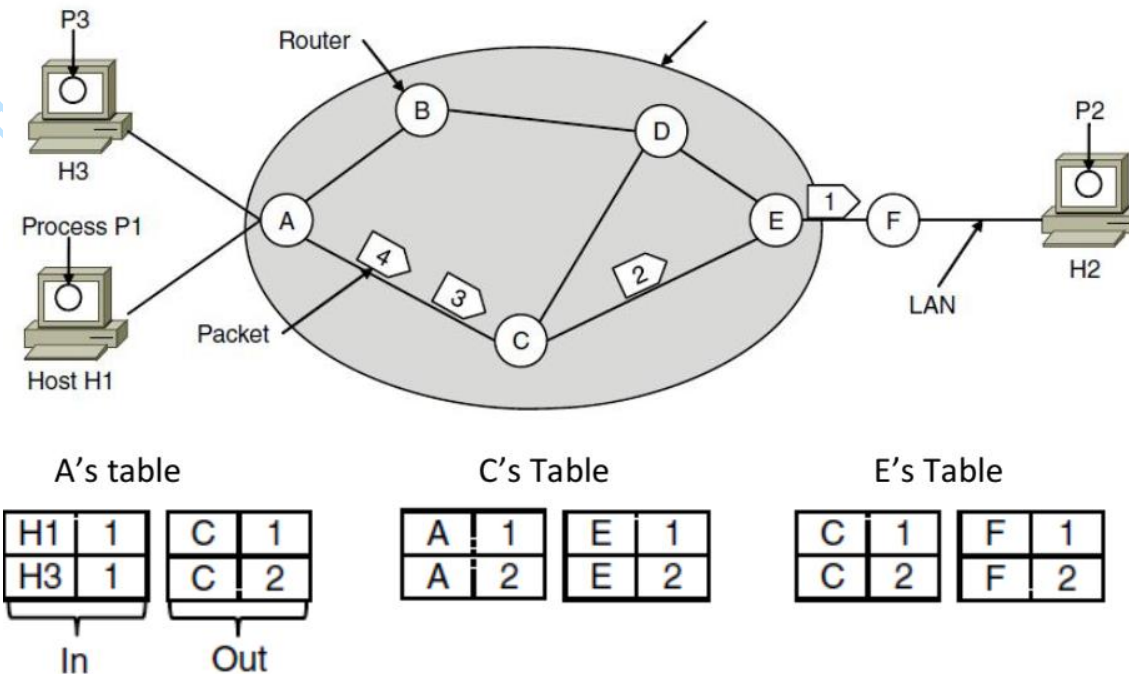 P3
Router
B
D
P2
H3
A
E
1
F
Process P1
4
3
2
H2
LAN
Packet
C
Host H1
A's table
C's Table
E's Table
H1 1 C 1 A 1 E 1 C 1 F 1
H3 1 C 2 A 2 E 2 C 2 F 2
In Out